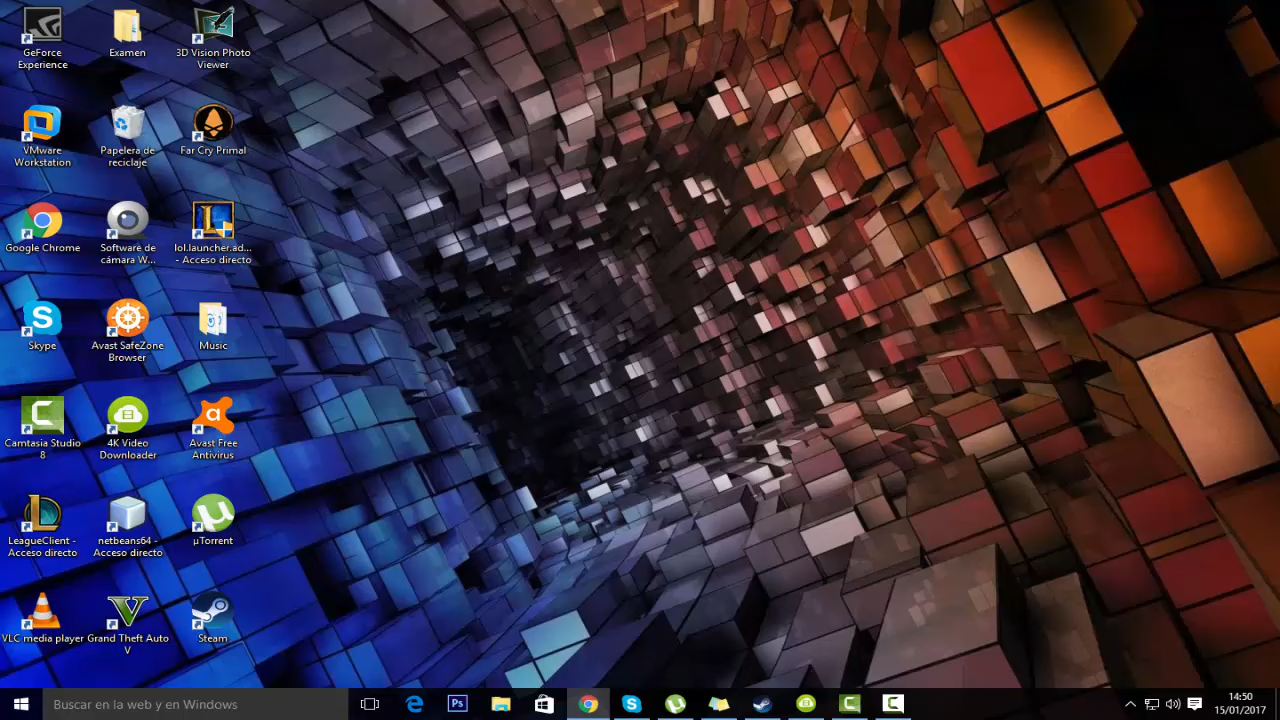 GeForce
Experience
Examen
3D Vision Photo
Viewer
VMware
Workstation
Papelera de
reciclaje
Far Cry Primal
Google Chrome
Software de
cámara W...
lol.launcher.ad...
- Acceso directo
Skype
Avast SafeZone
Browser
Music
Camtasia Studio
8
4K Video
Downloader
Avast Free
Antivirus
LeagueClient -
Acceso directo
netbeans64 -
Acceso directo
µTorrent
VLC media player
Grand Theft Auto
V
Steam
Buscar en la web y en Windows
Ps
14:50
15/01/2017